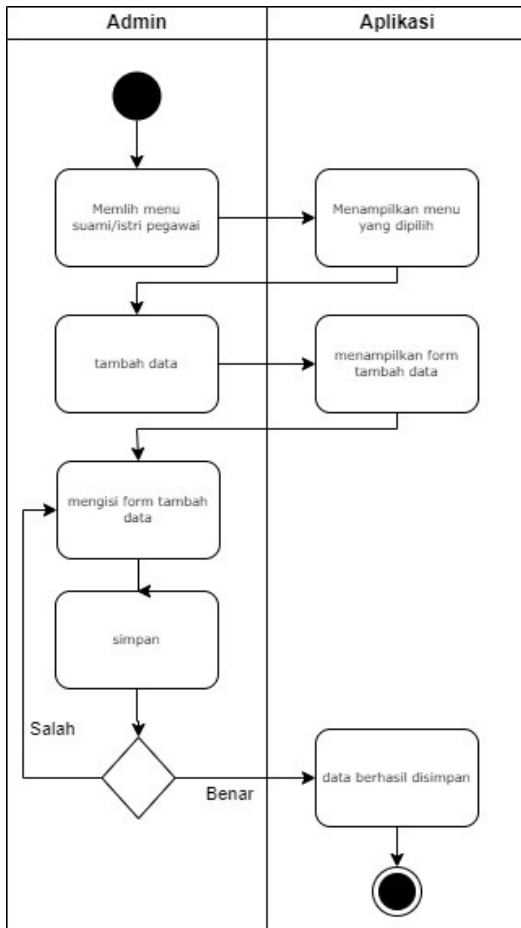 Admin
Aplikasi
Memlih menu
suami/istri pegawai
Menampilkan menu
yang dipilih
tambah data
menampilkan form
tambah data
mengisi form tambah
data
simpan
Salah
Benar
data berhasil disimpan